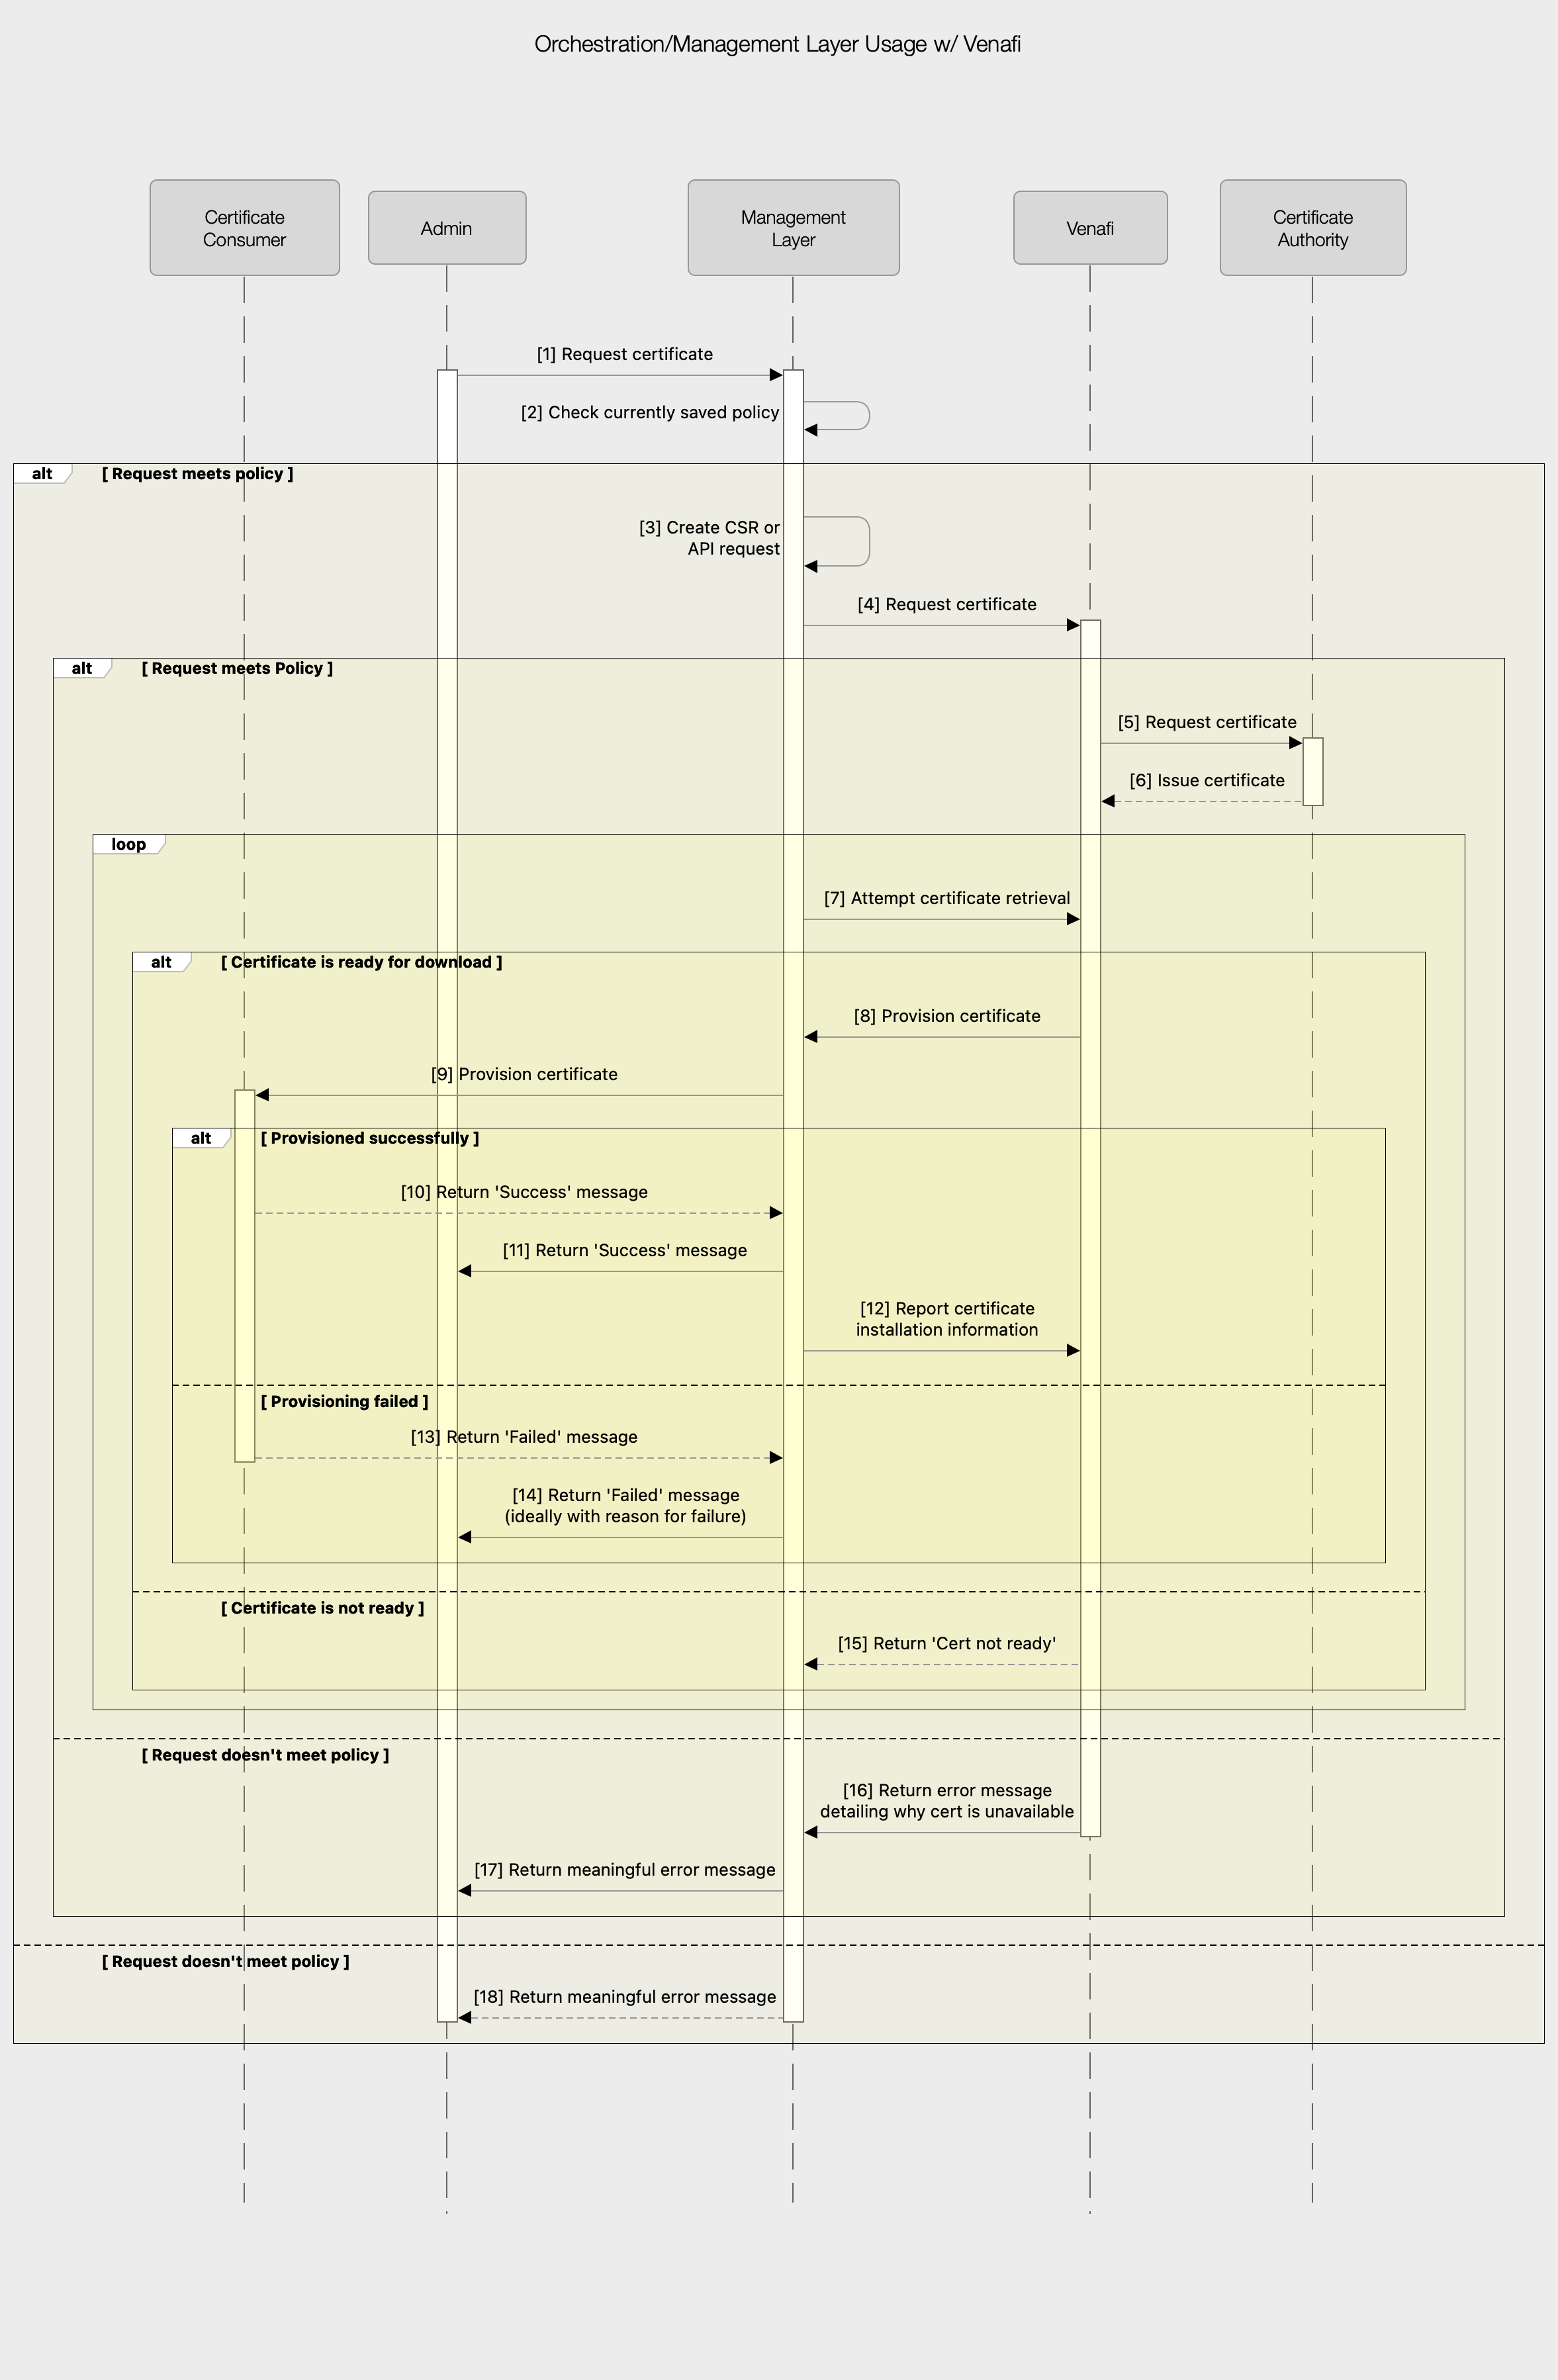 Orchestration/Management Layer Usage w/ Venafi
Certificate
Consumer
Admin
Management
Layer
Venafi
Certificate
Authority
[1] Request certificate
[2] Check currently saved policy
alt
[ Request meets policy ]
[3] Create CSR or
API request
[4] Request certificate
alt
[ Request meets Policy ]
[5] Request certificate
[6] Issue certificate
loop
[7] Attempt certificate retrieval
alt
[ Certificate is ready for download ]
[8] Provision certificate
[9] Provision certificate
alt
[ Provisioned successfully ]
[10] Return 'Success' message
[11] Return 'Success' message
[12] Report certificate
installation information
[ Provisioning failed ]
[13] Return 'Failed' message
[14] Return 'Failed' message
(ideally with reason for failure)
[ Certificate is not ready ]
[15] Return 'Cert not ready'
[ Request doesn't meet policy ]
[16] Return error message
detailing why cert is unavailable
[17] Return meaningful error message
[ Request doesn't meet policy ]
[18] Return meaningful error message